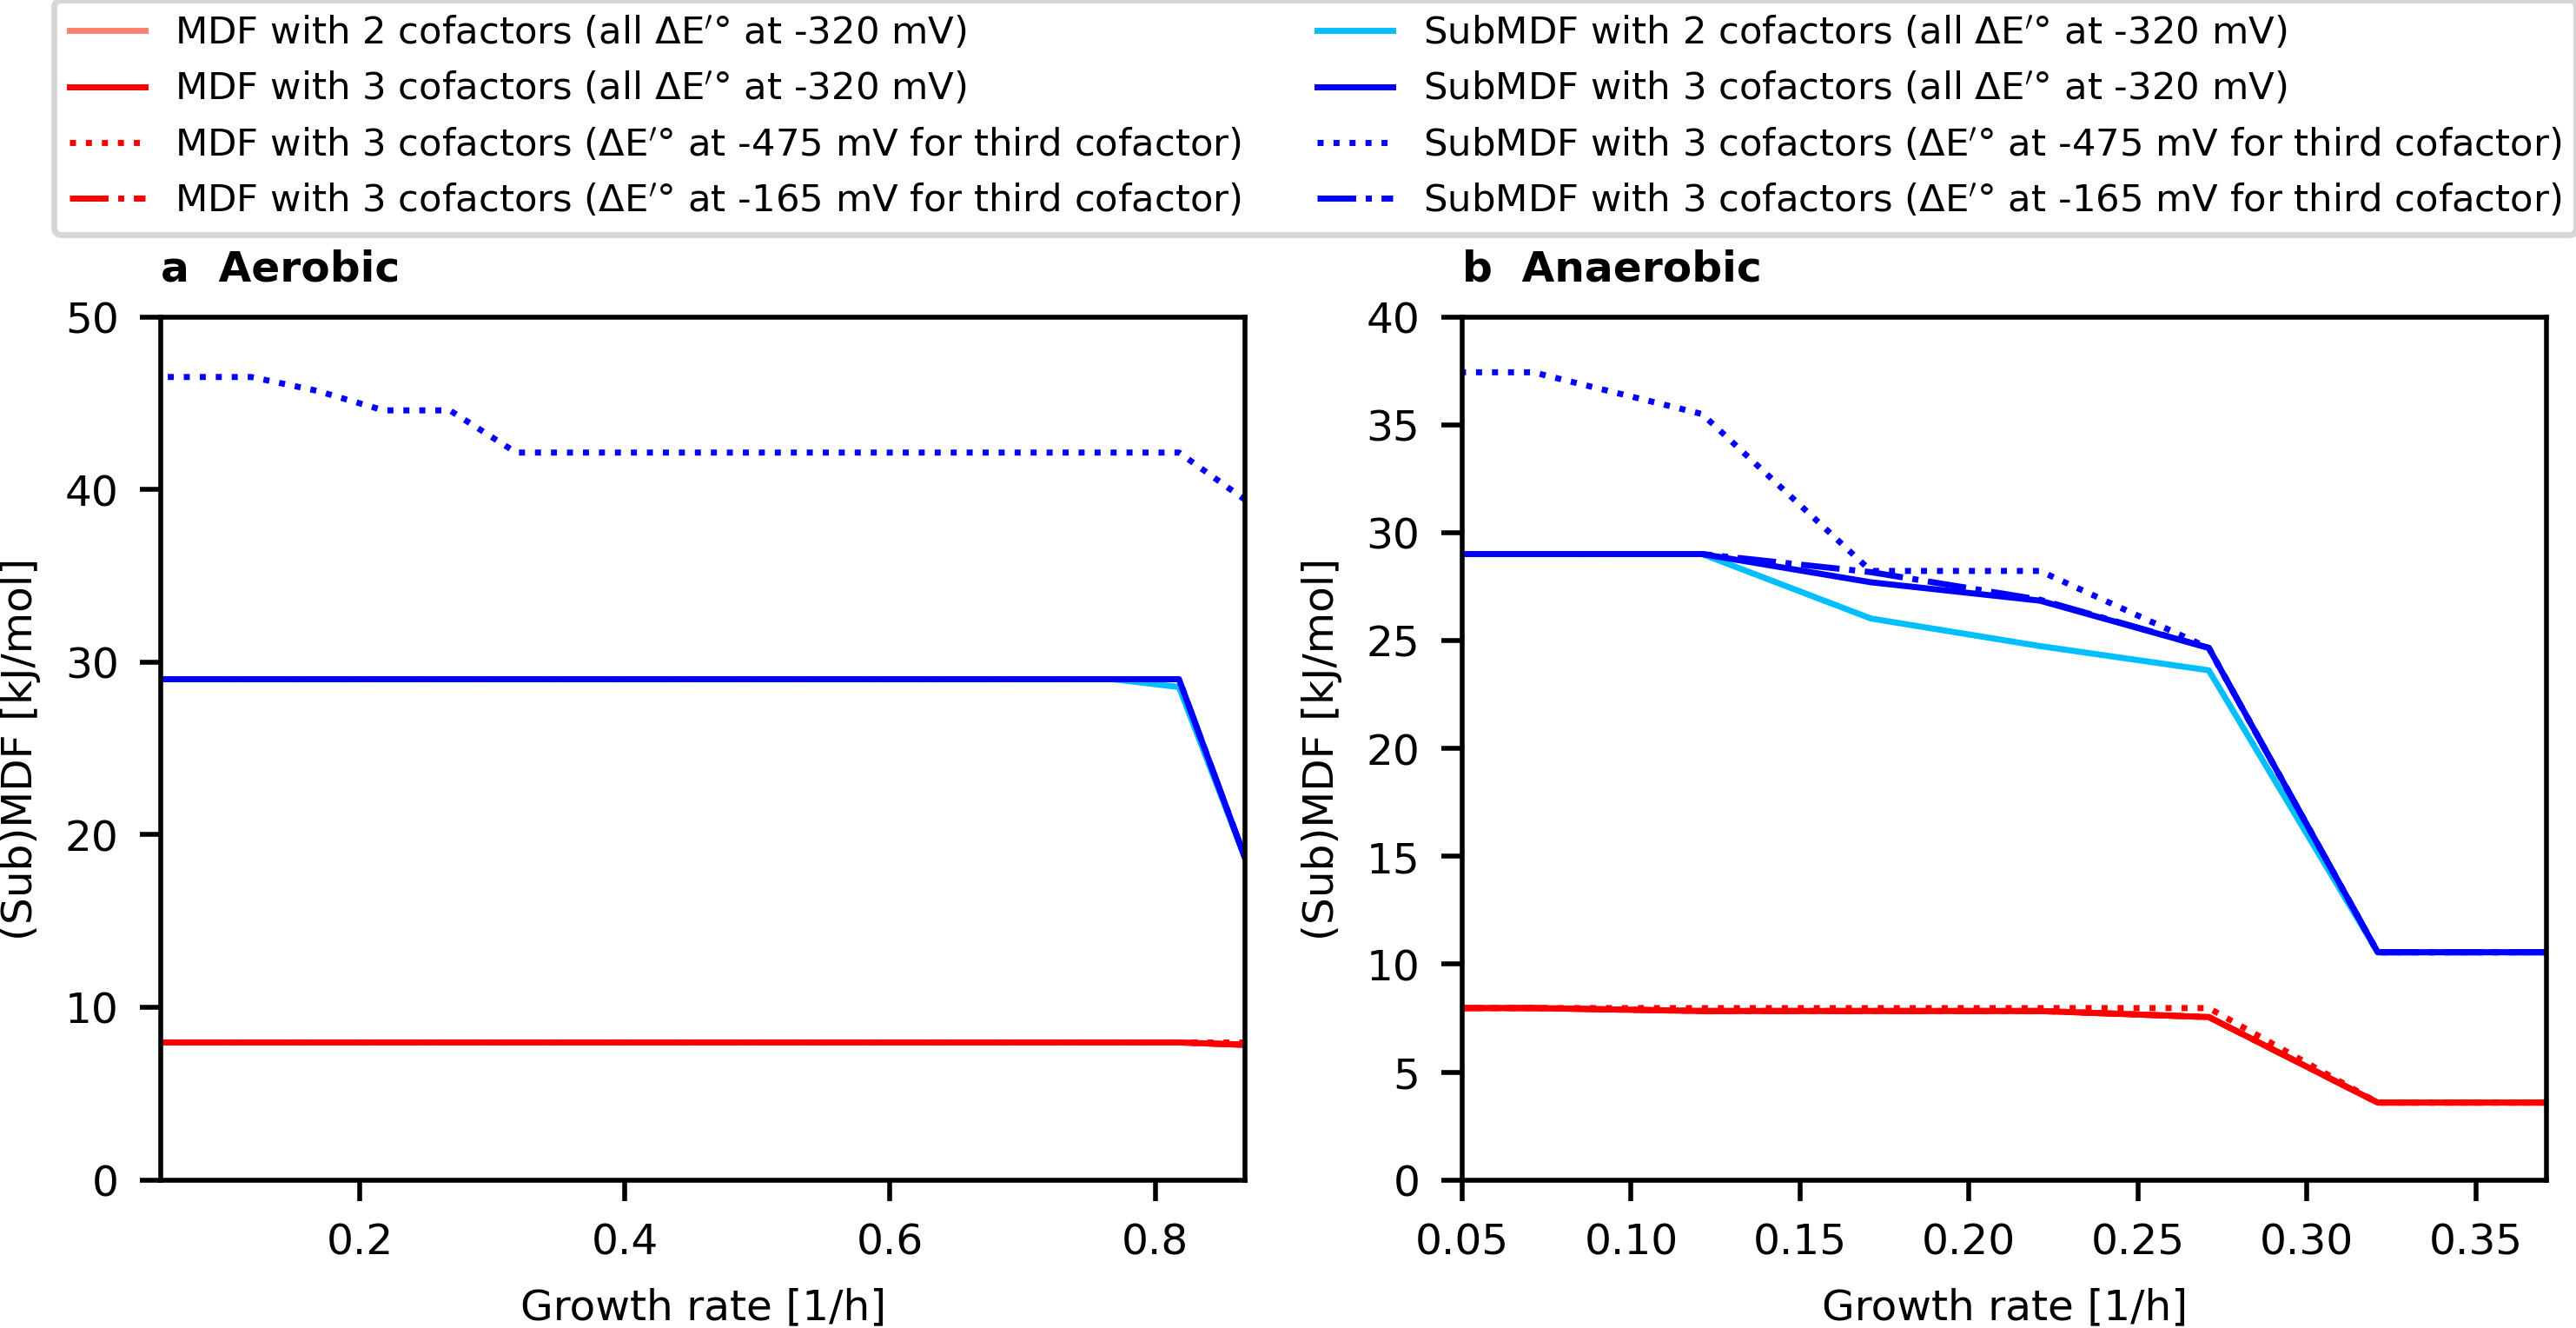 MDF with 2 cofactors (all ΔE′° at -320 mV)
MDF with 3 cofactors (all ΔE′° at -320 mV)
MDF with 3 cofactors (ΔE′° at -475 mV for third cofactor)
MDF with 3 cofactors (ΔE′° at -165 mV for third cofactor)
SubMDF with 2 cofactors (all ΔE′° at -320 mV)
SubMDF with 3 cofactors (all ΔE′° at -320 mV)
SubMDF with 3 cofactors (ΔE′° at -475 mV for third cofactor)
SubMDF with 3 cofactors (ΔE′° at -165 mV for third cofactor)
a Aerobic
(Sub)MDF [kJ/mol]
50
40
30
20
10
0
0.2 0.4 0.6 0.8
Growth rate [1/h]
b Anaerobic
(Sub)MDF [kJ/mol]
40
35
30
25
20
15
10
5
0
0.05 0.10 0.15 0.20 0.25 0.30 0.35
Growth rate [1/h]